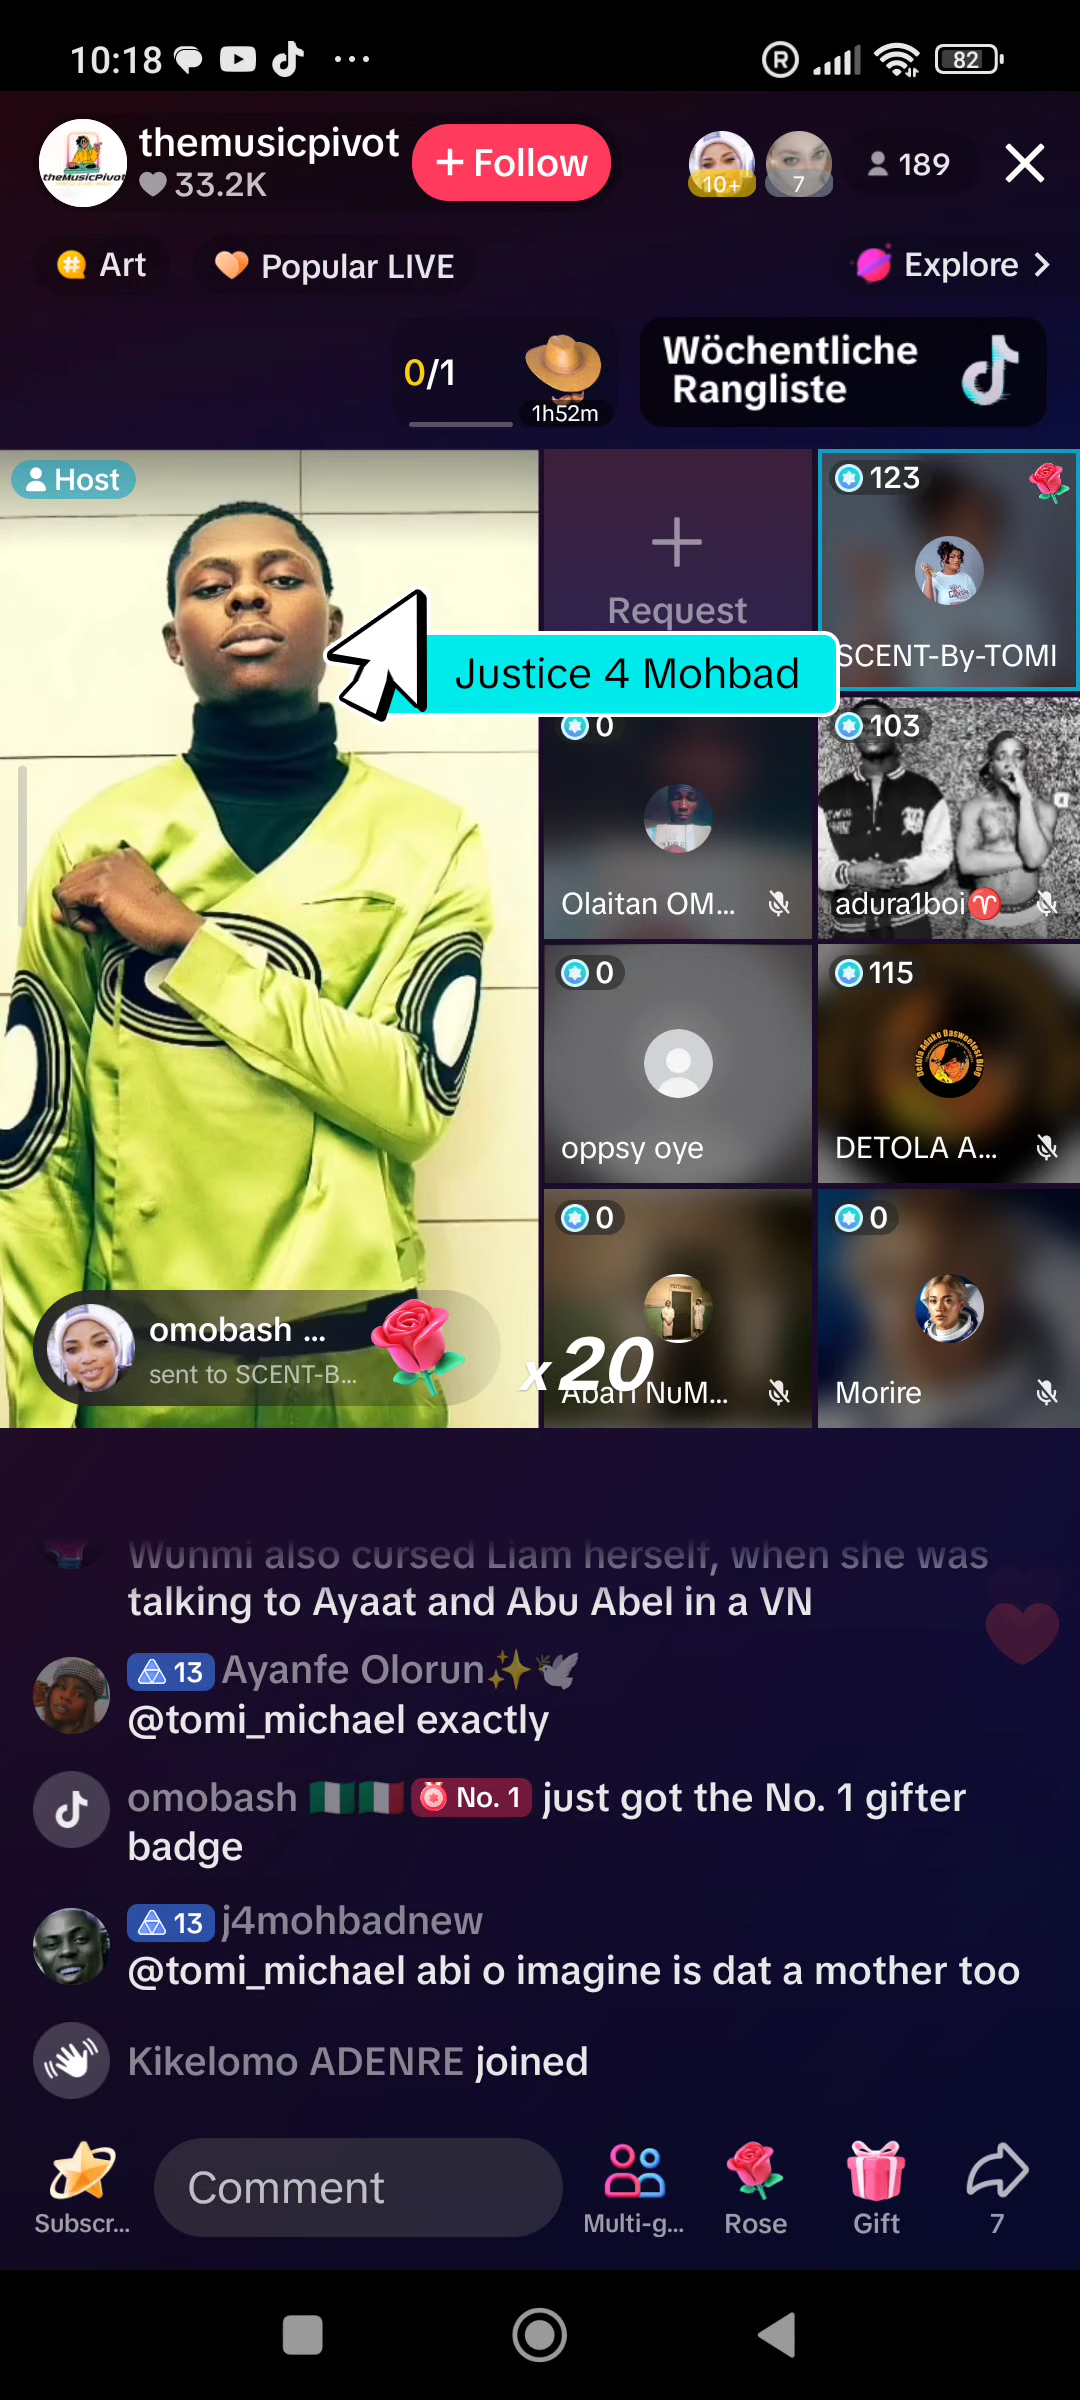 10:18
82
themusicpivot
33.2K
+ Follow
10+
7
189
Art
Popular LIVE
Explore
0/1
1h52m
Wöchentliche
Rangliste
Host
Request
123
SCENT-By-TOMI
Justice 4 Mohbad
0
Olaitan OM...
103
adura1boi
0
oppsy oye
115
DETOLA A...
0
NuM...
0
Morire
omobash ...
sent to SCENT-B...
x20
Wunmi also cursed Liam herself, when she was
talking to Ayaat and Abu Abel in a VN
13 Ayanfe Olorun✨🕊
@tomi_michael exactly
omobash 🇳🇬🇳🇬 No. 1 just got the No. 1 gifter
badge
13 j4mohbadnew
@tomi_michael abi o imagine is dat a mother too
Kikelomo ADENRE joined
Comment
Subscr...
Multi-g...
Rose
Gift
7